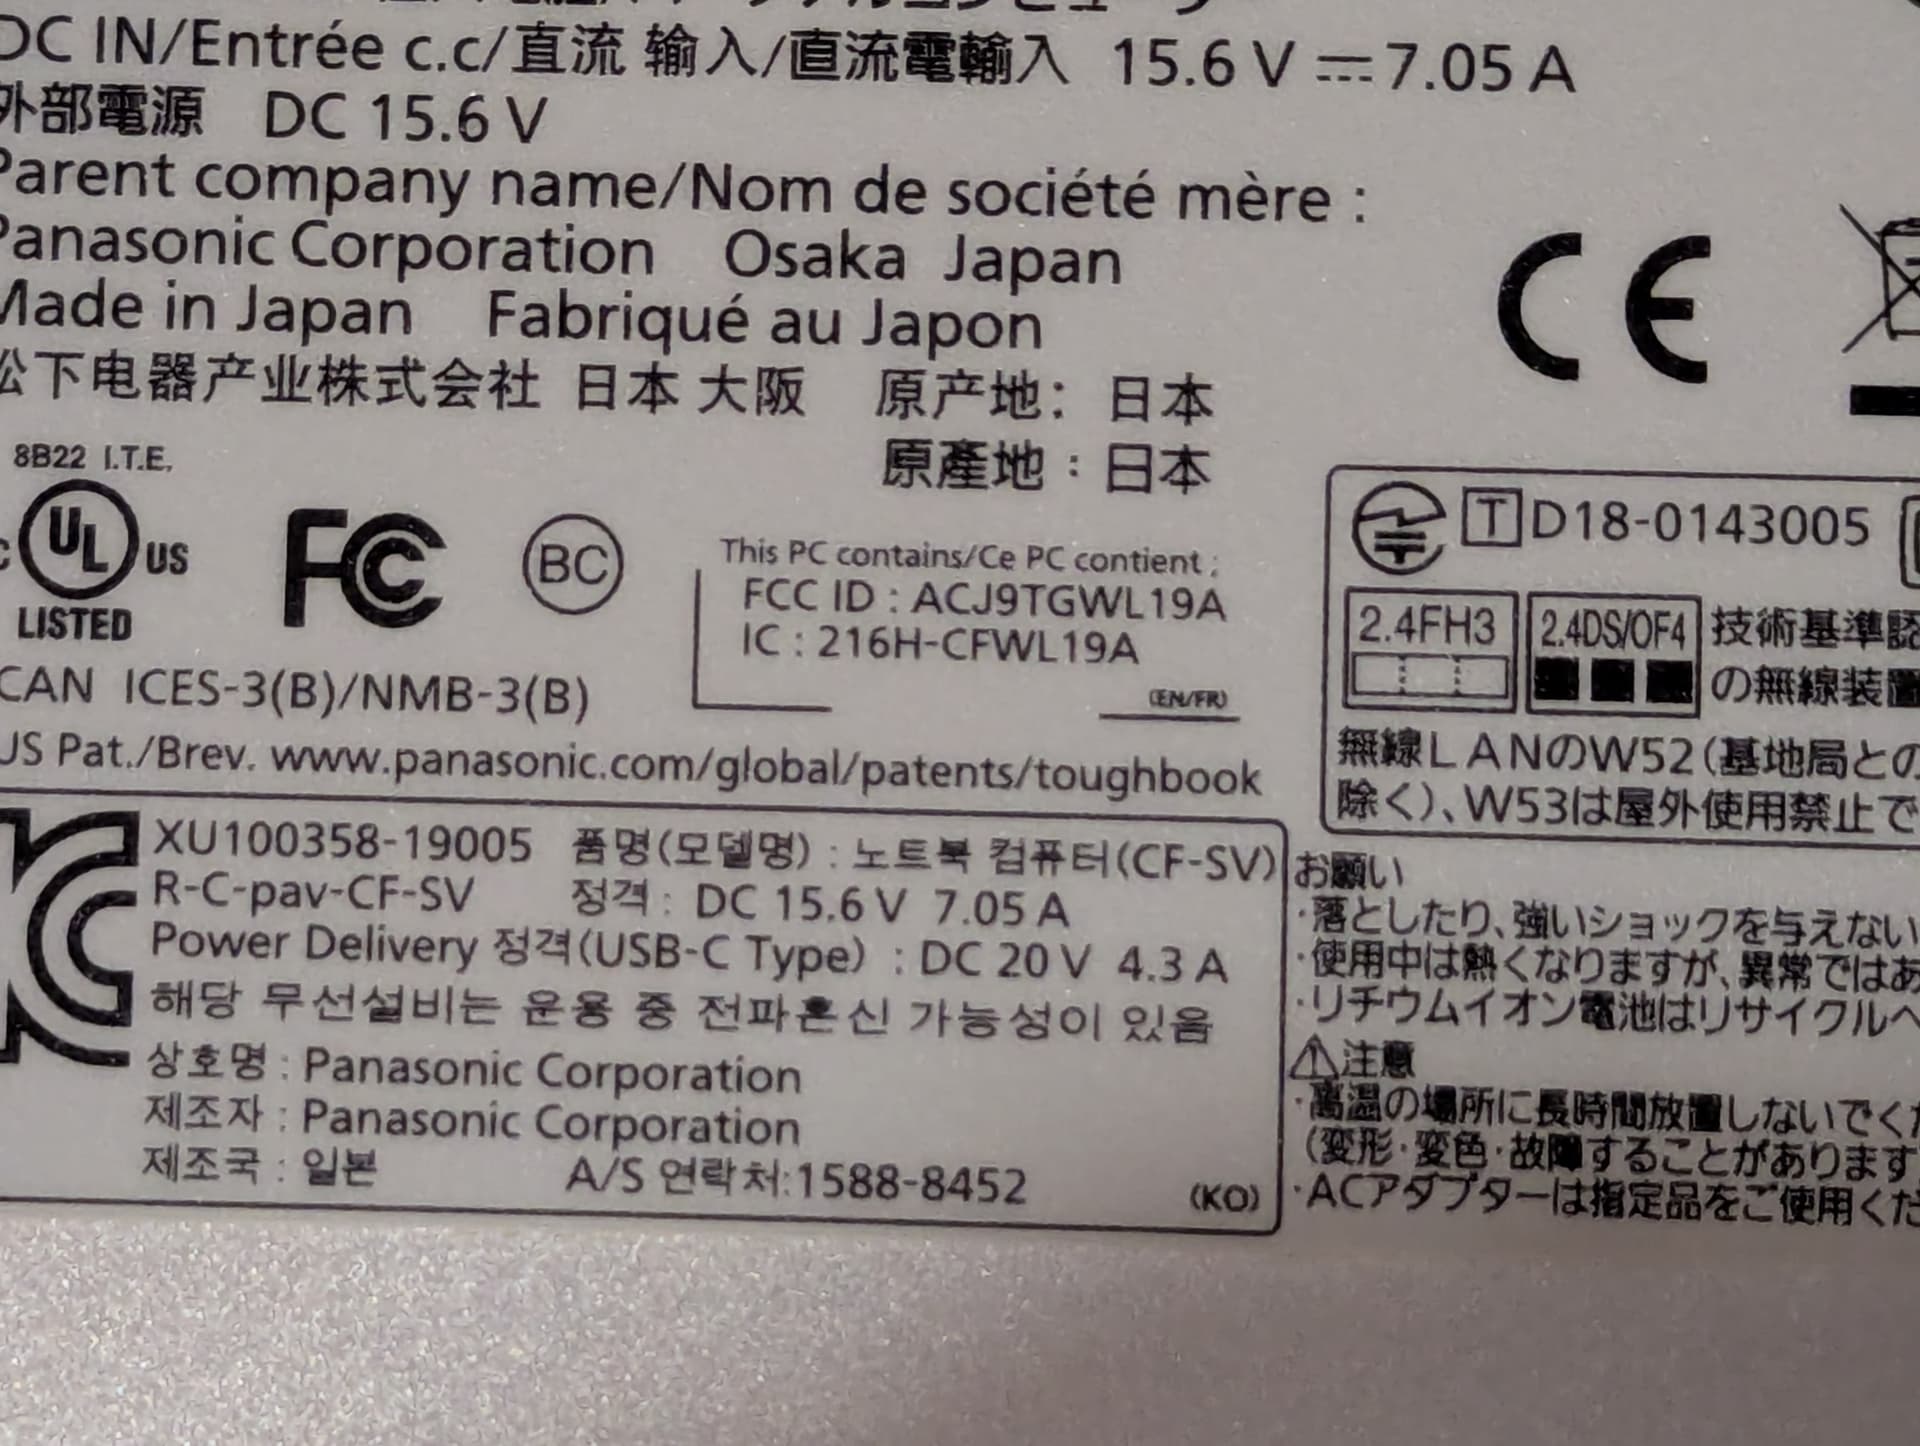 DC IN/Entrée c.c/直流 输入/直流電輸入 15.6 V ⎓ 7.05 A
外部電源 DC 15.6 V
Parent company name/Nom de société mère :
Panasonic Corporation Osaka Japan
Made in Japan Fabriqué au Japon
松下电器产业株式会社 日本 大阪 原产地: 日本
原產地 : 日本
8B22 I.T.E.
C UL US
LISTED
FC
BC
This PC contains/Ce PC contient :
FCC ID : ACJ9TGWL19A
IC : 216H-CFWL19A
(EN/FR)
CAN ICES-3(B)/NMB-3(B)
US Pat./Brev. www.panasonic.com/global/patents/toughbook
CE
T D18-0143005
2.4FH3 2.4DS/OF4 技術基準認
の無線装置
無線LANのW52(基地局との
除く)、W53は屋外使用禁止で
XU100358-19005 품명(모델명) : 노트북 컴퓨터(CF-SV)
R-C-pav-CF-SV 정격 : DC 15.6 V 7.05 A
Power Delivery 정격(USB-C Type) : DC 20 V 4.3 A
해당 무선설비는 운용 중 전파혼신 가능성이 있음
상호명 : Panasonic Corporation
제조자 : Panasonic Corporation
제조국 : 일본 A/S 연락처:1588-8452
(KO)
お願い
・落としたり、強いショックを与えない
・使用中は熱くなりますが、異常ではあ
・リチウムイオン電池はリサイクルへ
⚠注意
・高温の場所に長時間放置しないでくだ
(変形・変色・故障することがあります
・ACアダプターは指定品をご使用くだ